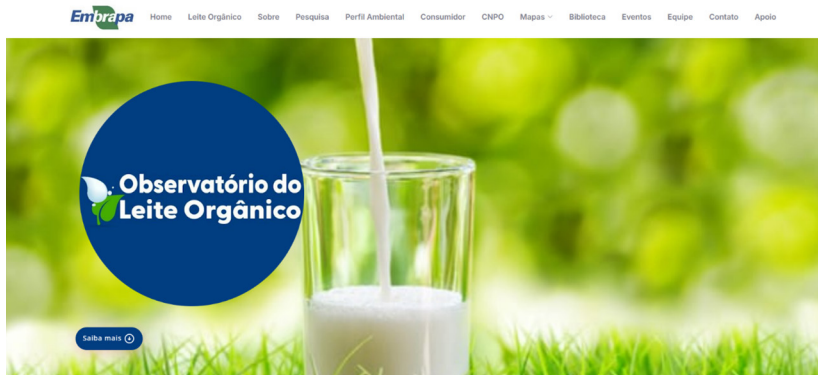 Embrapa
Home Leite Orgânico Sobre Pesquisa Perfil Ambiental Consumidor CNPO Mapas Biblioteca Eventos Equipe Contato Apoio
Observatório do
Leite Orgânico
Saiba mais